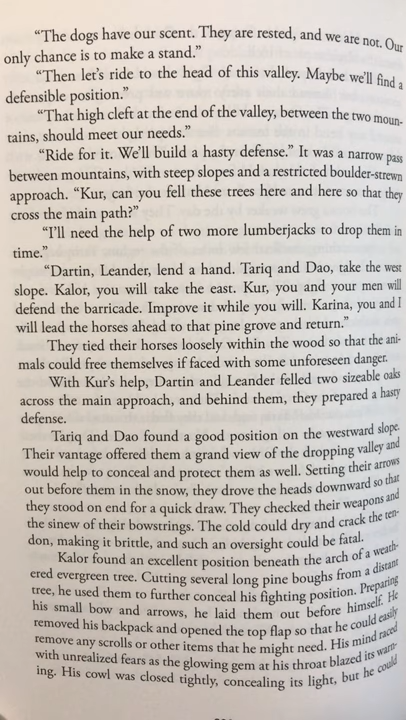 “The dogs have our scent. They are rested, and we are not. Our
only chance is to make a stand.”
“Then let’s ride to the head of this valley. Maybe we’ll find a
defensible position.”
“That high cleft at the end of the valley, between the two moun-
tains, should meet our needs.”
“Ride for it. We’ll build a hasty defense.” It was a narrow pass
between mountains, with steep slopes and a restricted boulder-strewn
approach. “Kur, can you fell these trees here and here so that they
cross the main path?”
“I’ll need the help of two more lumberjacks to drop them in
time.”
“Dartin, Leander, lend a hand. Tariq and Dao, take the west
slope. Kalor, you will take the east. Kur, you and your men will
defend the barricade. Improve it while you will. Karina, you and I
will lead the horses ahead to that pine grove and return.”
They tied their horses loosely within the wood so that the ani-
mals could free themselves if faced with some unforeseen danger.
With Kur’s help, Dartin and Leander felled two sizeable oaks
across the main approach, and behind them, they prepared a hasty
defense.
Tariq and Dao found a good position on the westward slope.
Their vantage offered them a grand view of the dropping valley and
would help to conceal and protect them as well. Setting their arrows
out before them in the snow, they drove the heads downward so that
they stood on end for a quick draw. They checked their weapons and
the sinew of their bowstrings. The cold could dry and crack the ten-
don, making it brittle, and such an oversight could be fatal.
Kalor found an excellent position beneath the arch of a weath-
ered evergreen tree. Cutting several long pine boughs from a distant
tree, he used them to further conceal his fighting position. Preparing
his small bow and arrows, he laid them out before himself. He
removed his backpack and opened the top flap so that he could easily
remove any scrolls or other items that he might need. His mind raced
with unrealized fears as the glowing gem at his throat blazed its warn-
ing. His cowl was closed tightly, concealing its light, but he could